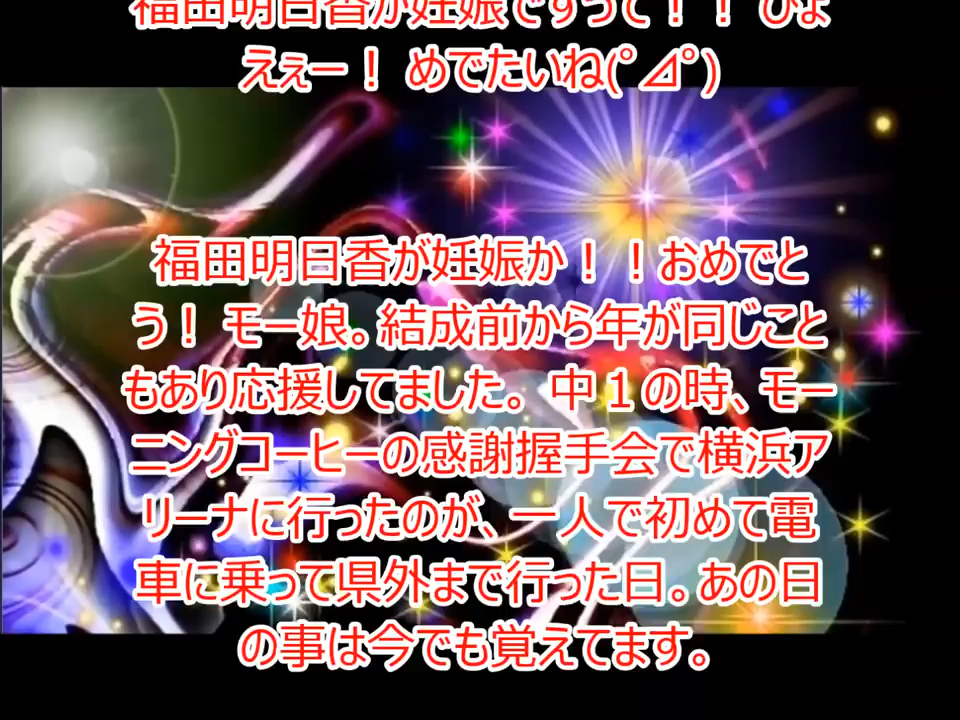 福田明日香が妊娠ですって！！ ひょ
えぇー！ めでたいね(ﾟ⊿ﾟ)
福田明日香が妊娠か！！おめでと
う！ モー娘。結成前から年が同じこと
もあり応援してました。 中１の時、モー
ニングコーヒーの感謝握手会で横浜ア
リーナに行ったのが、一人で初めて電
車に乗って県外まで行った日。あの日
の事は今でも覚えてます。